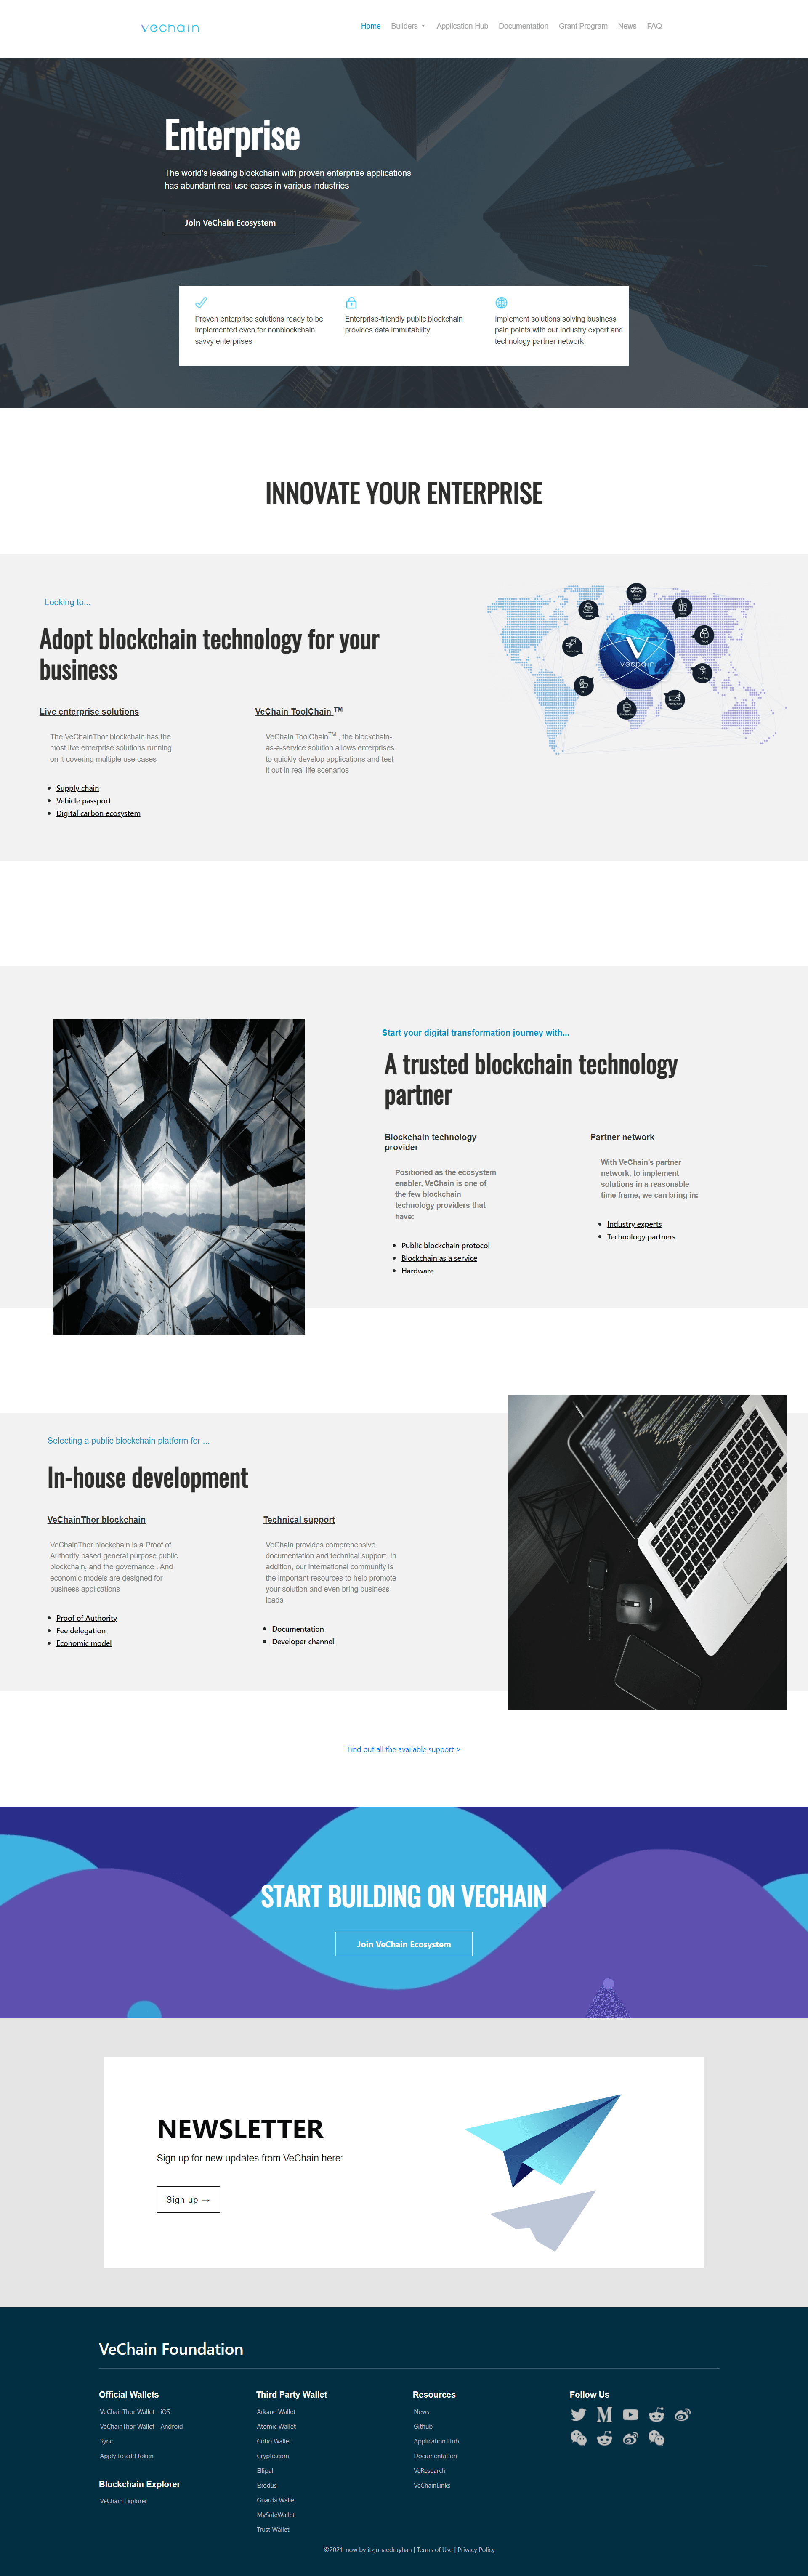 vechain
Home Builders Application Hub Documentation Grant Program News FAQ
Enterprise
The world's leading blockchain with proven enterprise applications
has abundant real use cases in various industries
Join VeChain Ecosystem
Proven enterprise solutions ready to be
implemented even for nonblockchain
savvy enterprises
Enterprise-friendly public blockchain
provides data immutability
Implement solutions solving business
pain points with our industry expert and
technology partner network
INNOVATE YOUR ENTERPRISE
Looking to...
Adopt blockchain technology for your
business
Live enterprise solutions
The VeChainThor blockchain has the
most live enterprise solutions running
on it covering multiple use cases
Supply chain
Vehicle passport
Digital carbon ecosystem
VeChain ToolChain TM
VeChain ToolChainTM , the blockchain-
as-a-service solution allows enterprises
to quickly develop applications and test
it out in real life scenarios
vechain
Start your digital transformation journey with...
A trusted blockchain technology
partner
Blockchain technology
provider
Positioned as the ecosystem
enabler, VeChain is one of
the few blockchain
technology providers that
have:
Public blockchain protocol
Blockchain as a service
Hardware
Partner network
With VeChain's partner
network, to implement
solutions in a reasonable
time frame, we can bring in:
Industry experts
Technology partners
Selecting a public blockchain platform for ...
In-house development
VeChainThor blockchain
VeChainThor blockchain is a Proof of
Authority based general purpose public
blockchain, and the governance . And
economic models are designed for
business applications
Proof of Authority
Fee delegation
Economic model
Technical support
VeChain provides comprehensive
documentation and technical support. In
addition, our international community is
the important resources to help promote
your solution and even bring business
leads
Documentation
Developer channel
Find out all the available support >
START BUILDING ON VECHAIN
Join VeChain Ecosystem
NEWSLETTER
Sign up for new updates from VeChain here:
Sign up →
VeChain Foundation
Official Wallets
VeChainThor Wallet - iOS
VeChainThor Wallet - Android
Sync
Apply to add token
Blockchain Explorer
VeChain Explorer
Third Party Wallet
Arkane Wallet
Atomic Wallet
Cobo Wallet
Crypto.com
Ellipal
Exodus
Guarda Wallet
MySafeWallet
Trust Wallet
Resources
News
Github
Application Hub
Documentation
VeResearch
VeChainLinks
Follow Us
©2021-now by itzjunaedrayhan | Terms of Use | Privacy Policy